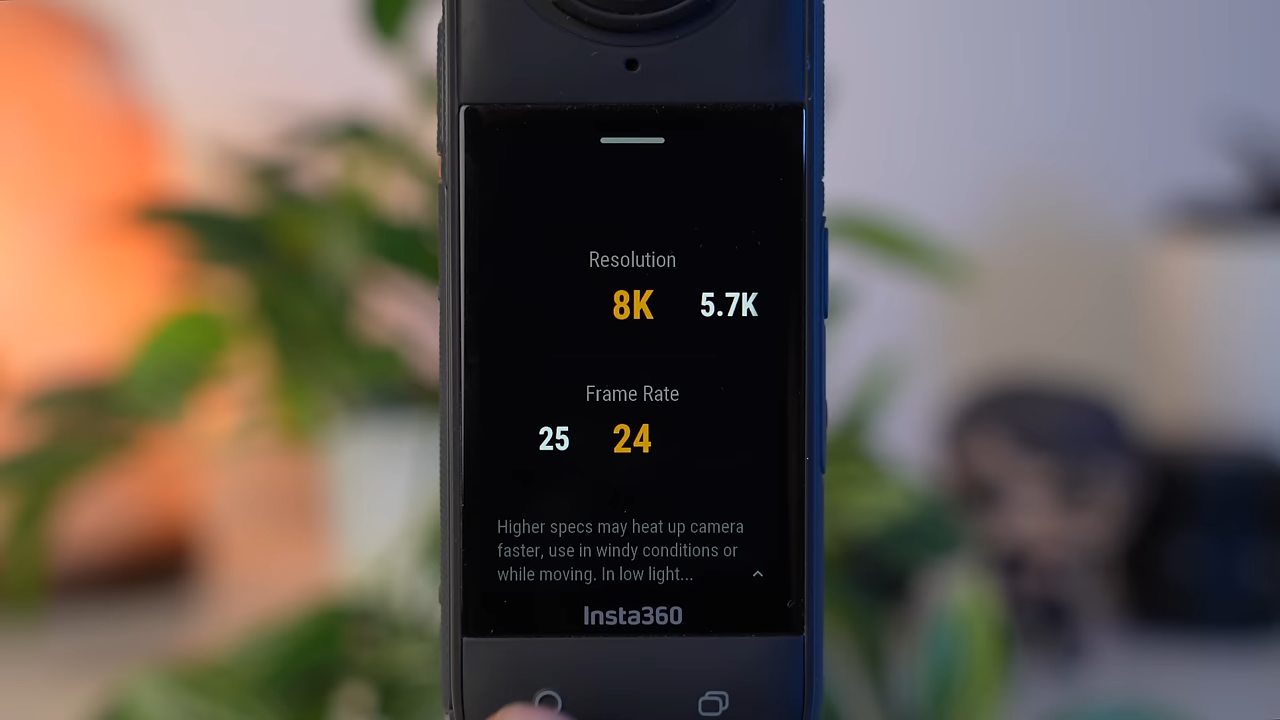 Resolution
8K 5.7K
Frame Rate
25 24
Higher specs may heat up camera
faster, use in windy conditions or
while moving. In low light...
Insta360